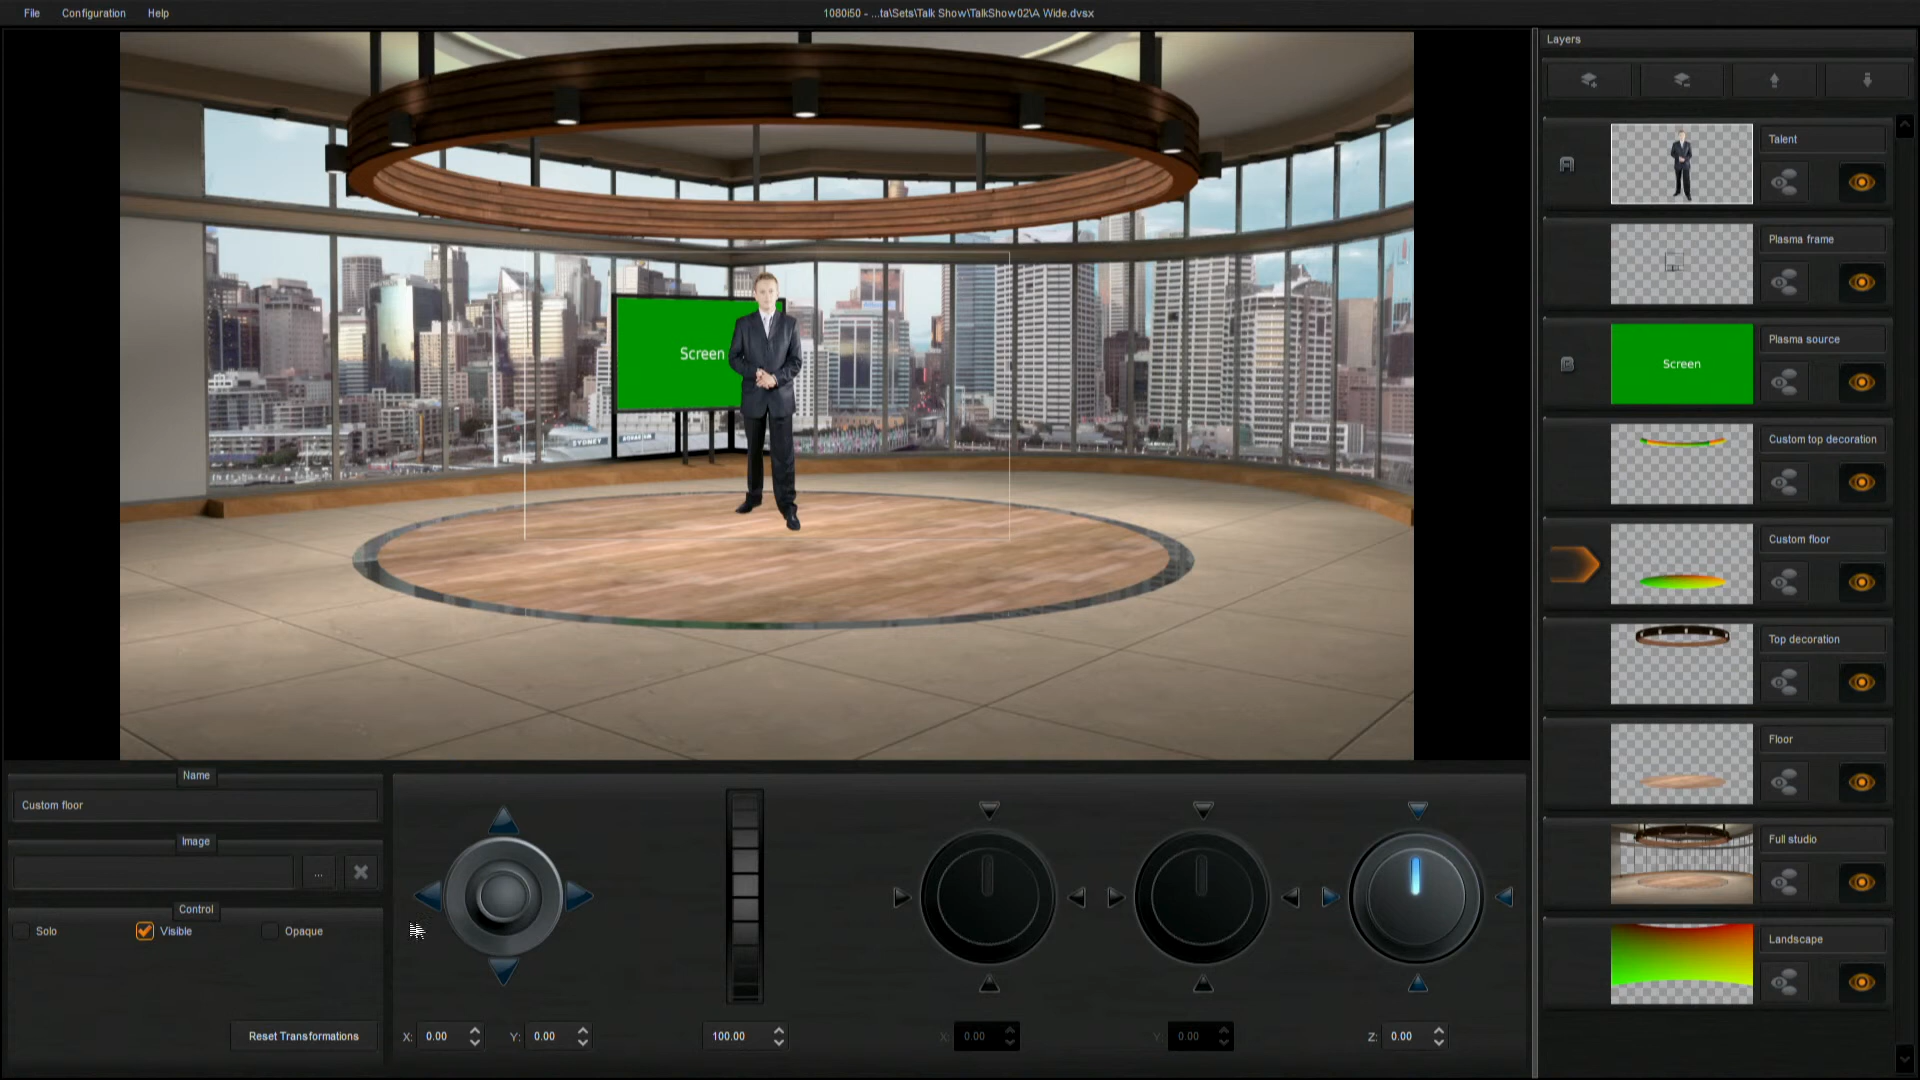 File Configuration Help
1080i50 - ...ta\Sets\Talk Show\TalkShow02\A Wide.dvsx
Layers
A
Talent
Plasma frame
B
Screen
Plasma source
Custom top decoration
Custom floor
Top decoration
Floor
Full studio
Landscape
Screen
SYDNEY
AQUARIUM
Name
Custom floor
Image
...
Control
Solo Visible Opaque
Reset Transformations
X: 0.00 Y: 0.00 100.00 X: 0.00 Y: 0.00 Z: 0.00